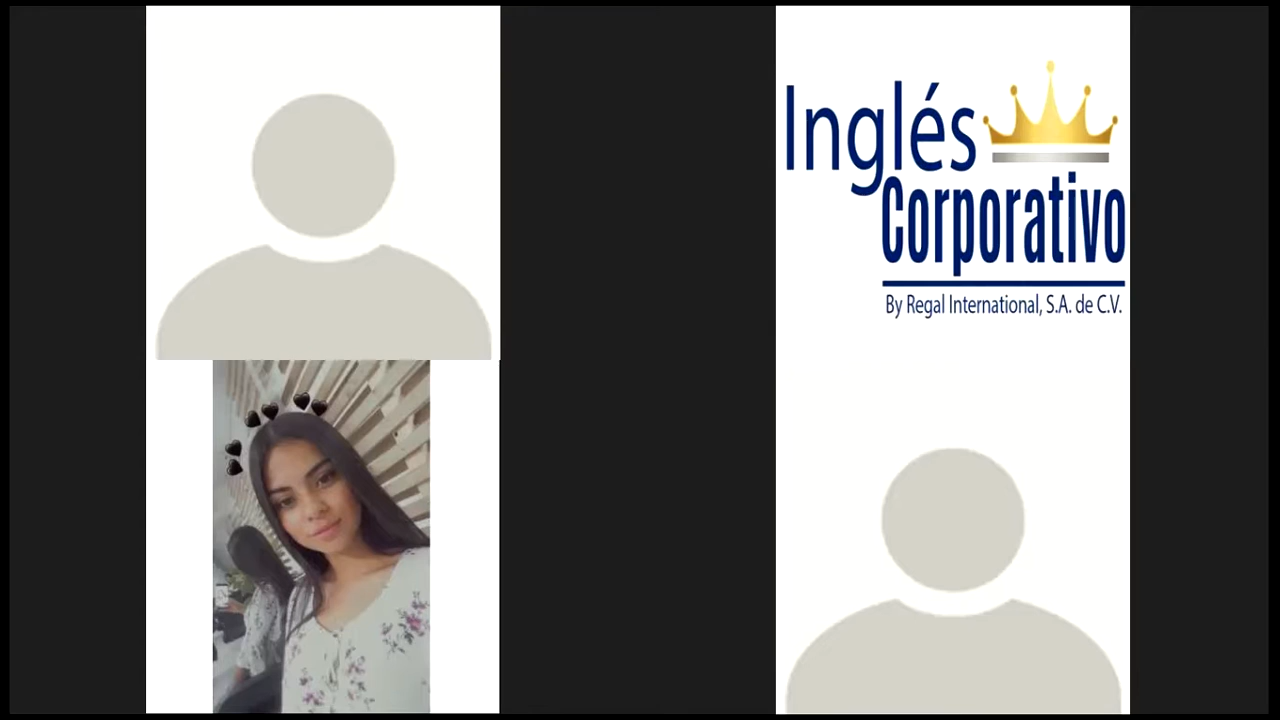 Inglés
Corporativo
By Regal International, S.A. de C.V.